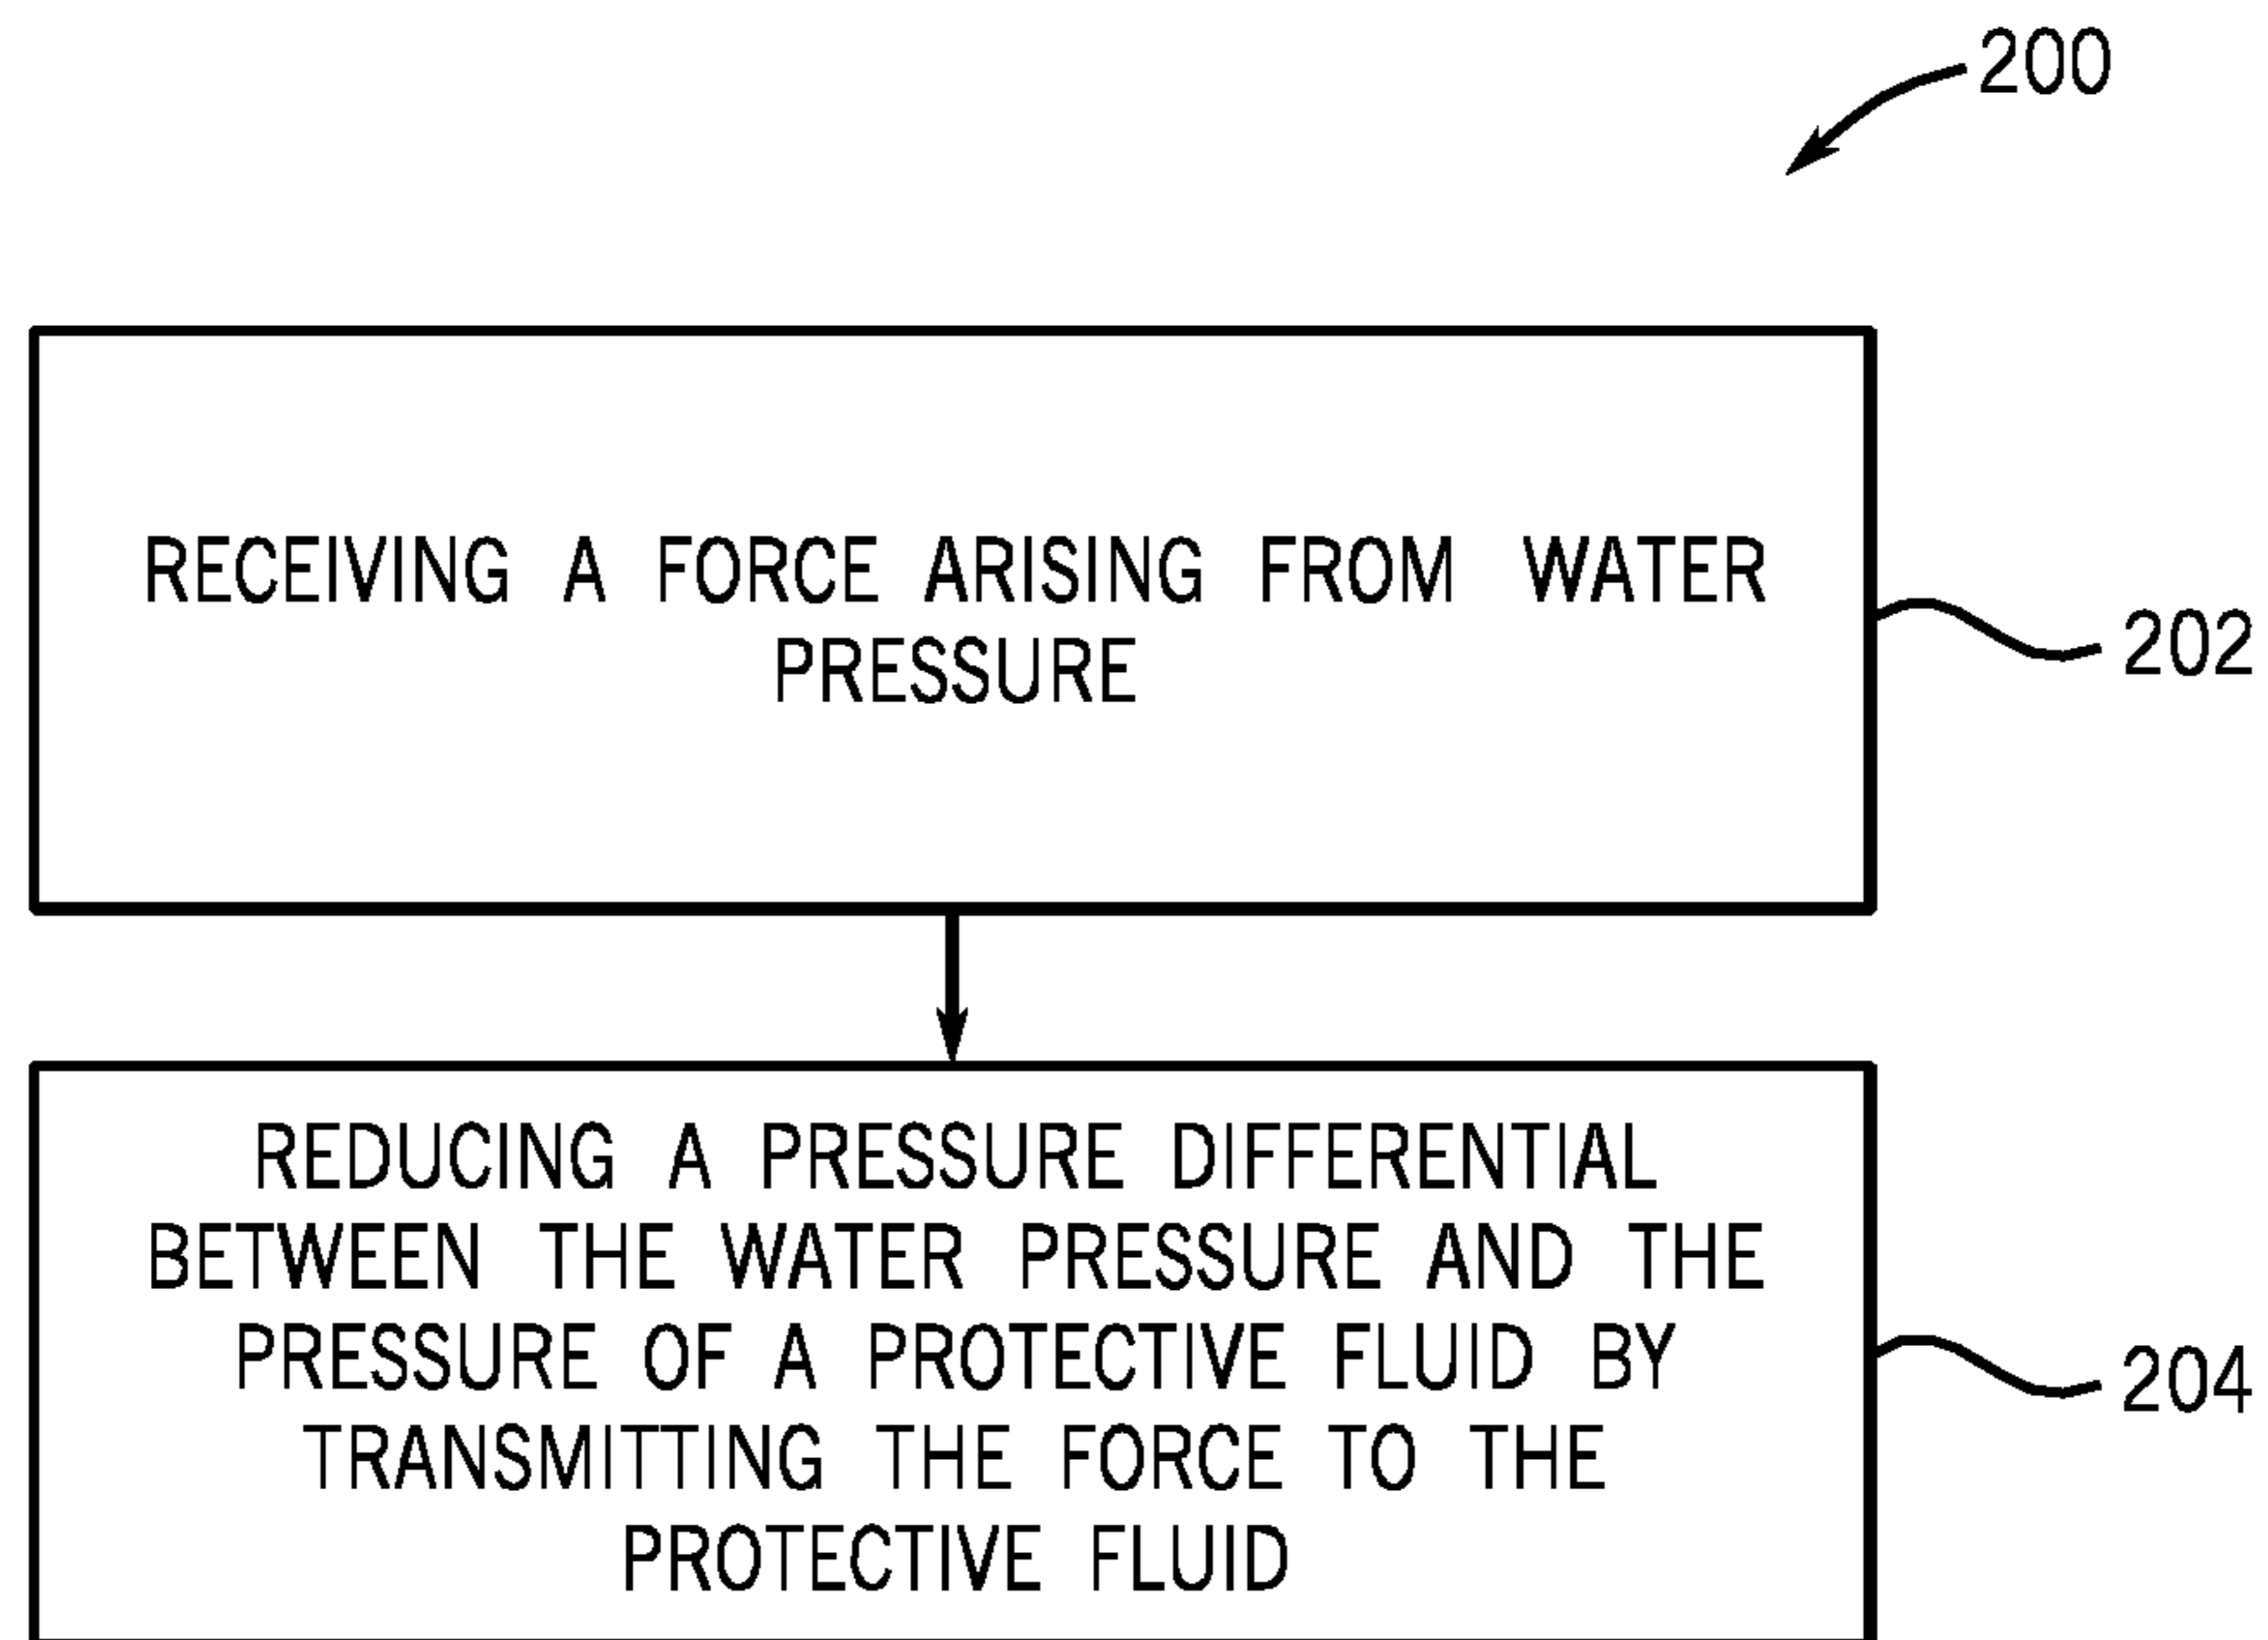 200
RECEIVING A FORCE ARISING FROM WATER
PRESSURE
202
REDUCING A PRESSURE DIFFERENTIAL
BETWEEN THE WATER PRESSURE AND THE
PRESSURE OF A PROTECTIVE FLUID BY
TRANSMITTING THE FORCE TO THE
PROTECTIVE FLUID
204